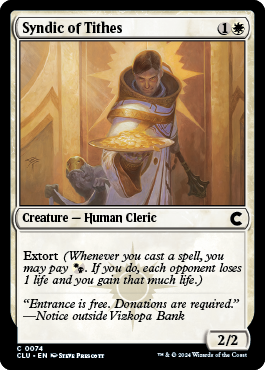 Syndic of Tithes 1
Creature — Human Cleric
Extort (Whenever you cast a spell, you
may pay . If you do, each opponent loses
1 life and you gain that much life.)
“Entrance is free. Donations are required.”
—Notice outside Vizkopa Bank
2/2
C 0074
CLU • EN Steve Prescott
™ & © 2024 Wizards of the Coast